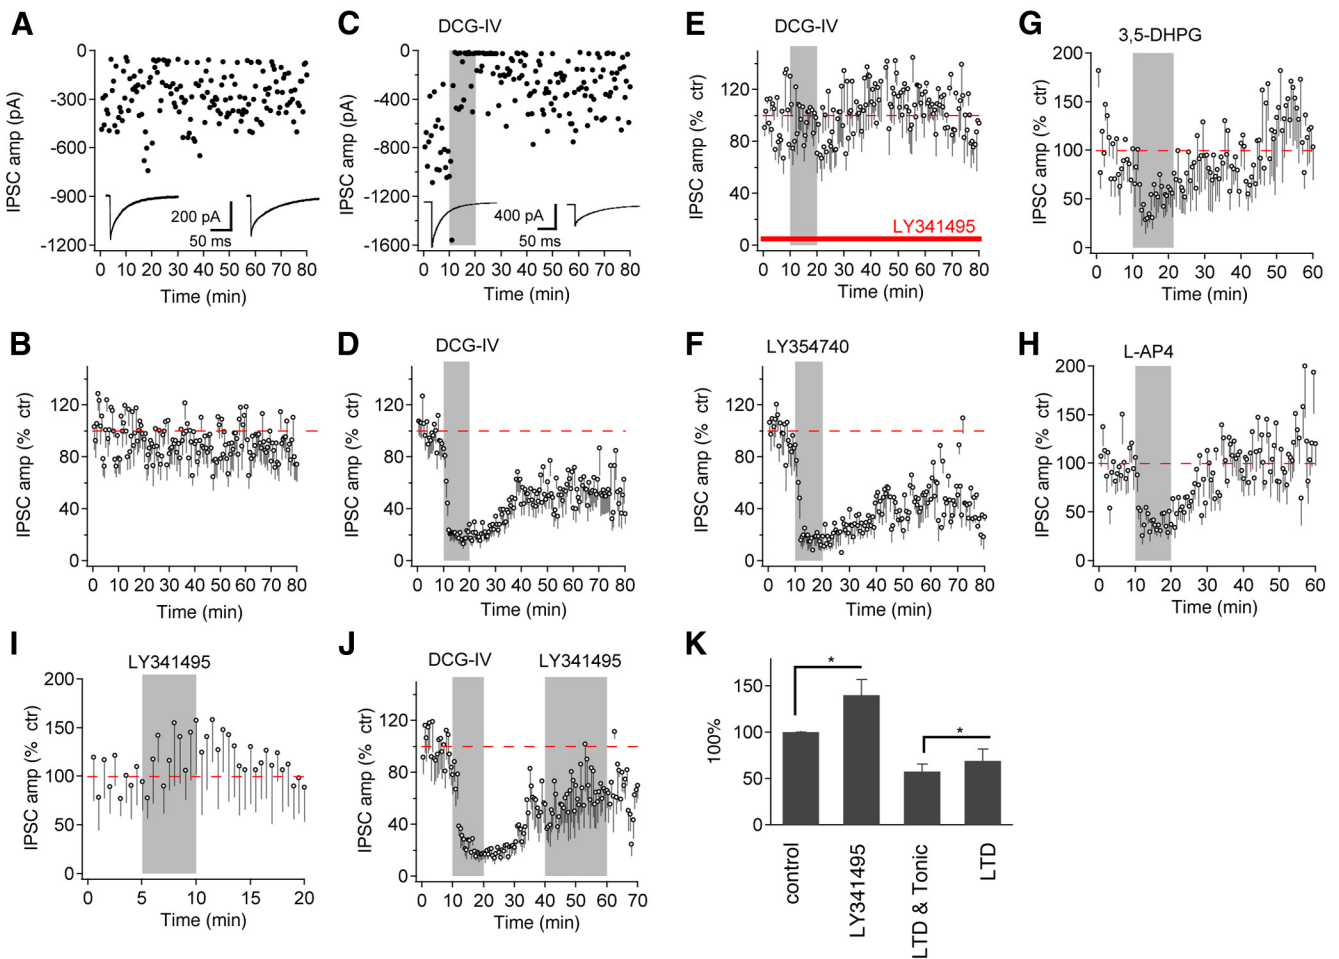 A
0
-300
-600
-900
-1200
IPSC amp (pA)
200 pA
50 ms
0 10 20 30 40 50 60 70 80
Time (min)
C
DCG-IV
0
-400
-800
-1200
-1600
IPSC amp (pA)
400 pA
50 ms
0 10 20 30 40 50 60 70 80
Time (min)
E
DCG-IV
120
80
40
0
IPSC amp (% ctr)
LY341495
0 10 20 30 40 50 60 70 80
Time (min)
G
3,5-DHPG
200
150
100
50
0
IPSC amp (% ctr)
0 10 20 30 40 50 60
Time (min)
B
120
80
40
0
IPSC amp (% ctr)
0 10 20 30 40 50 60 70 80
Time (min)
D
DCG-IV
120
80
40
0
IPSC amp (% ctr)
0 10 20 30 40 50 60 70 80
Time (min)
F
LY354740
120
80
40
0
IPSC amp (% ctr)
0 10 20 30 40 50 60 70 80
Time (min)
H
L-AP4
200
150
100
50
0
IPSC amp (% ctr)
0 10 20 30 40 50 60
Time (min)
I
LY341495
200
150
100
50
0
IPSC amp (% ctr)
0 5 10 15 20
Time (min)
J
DCG-IV LY341495
120
80
40
0
IPSC amp (% ctr)
0 10 20 30 40 50 60 70
Time (min)
K
150
100
50
0
100%
*
*
control
LY341495
LTD & Tonic
LTD